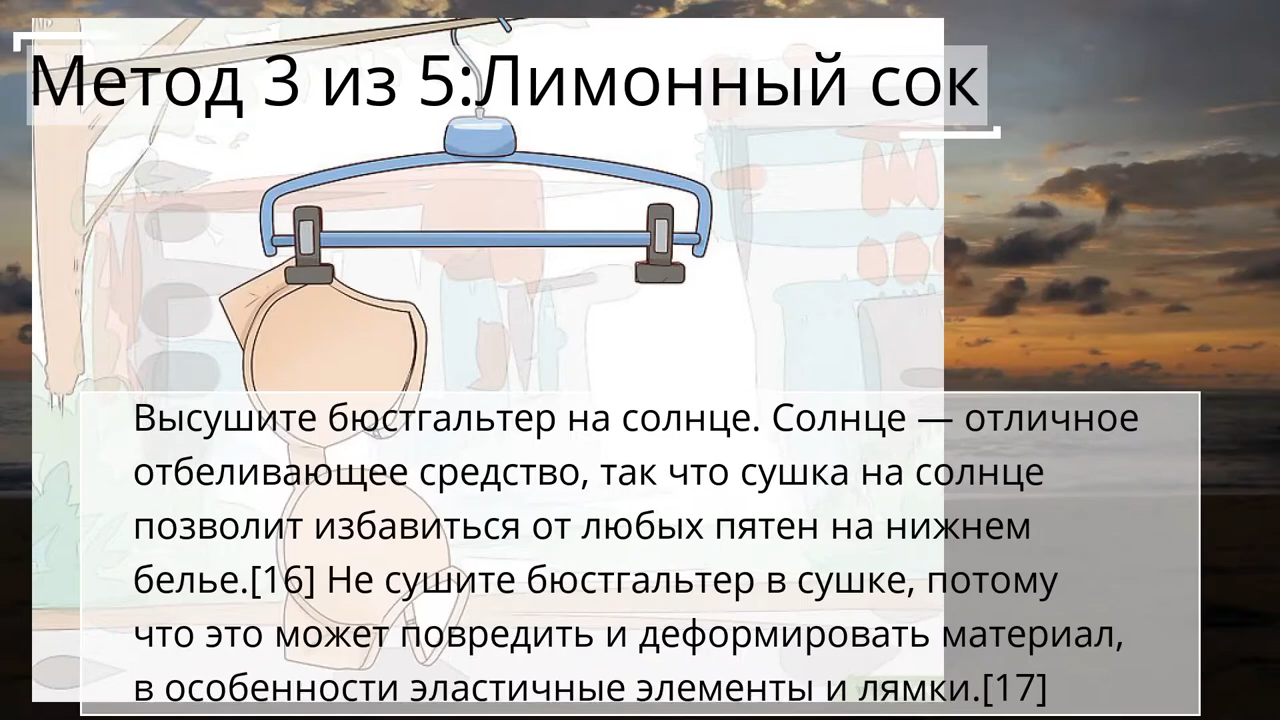 Метод 3 из 5:Лимонный сок
Высушите бюстгальтер на солнце. Солнце — отличное
отбеливающее средство, так что сушка на солнце
позволит избавиться от любых пятен на нижнем
белье.[16] Не сушите бюстгальтер в сушке, потому
что это может повредить и деформировать материал,
в особенности эластичные элементы и лямки.[17]